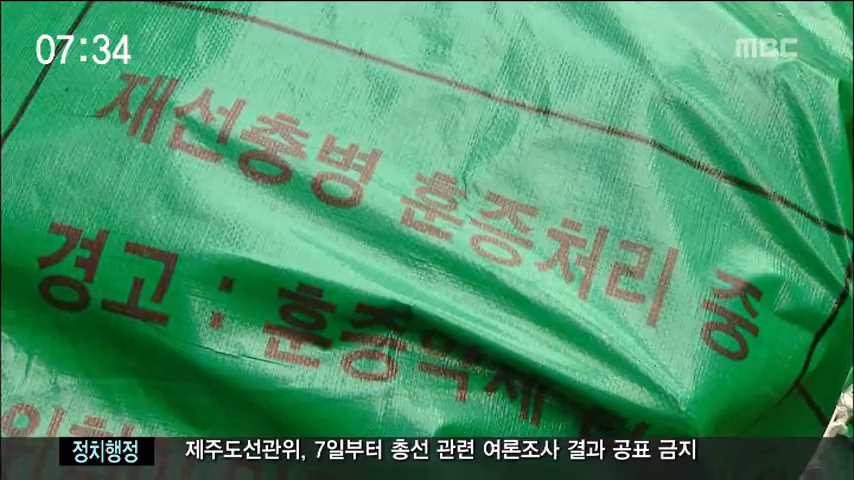 07:34
MBC
재선충병 훈증처리 중
경고 : 훈증약제
정치행정
제주도선관위, 7일부터 총선 관련 여론조사 결과 공표 금지